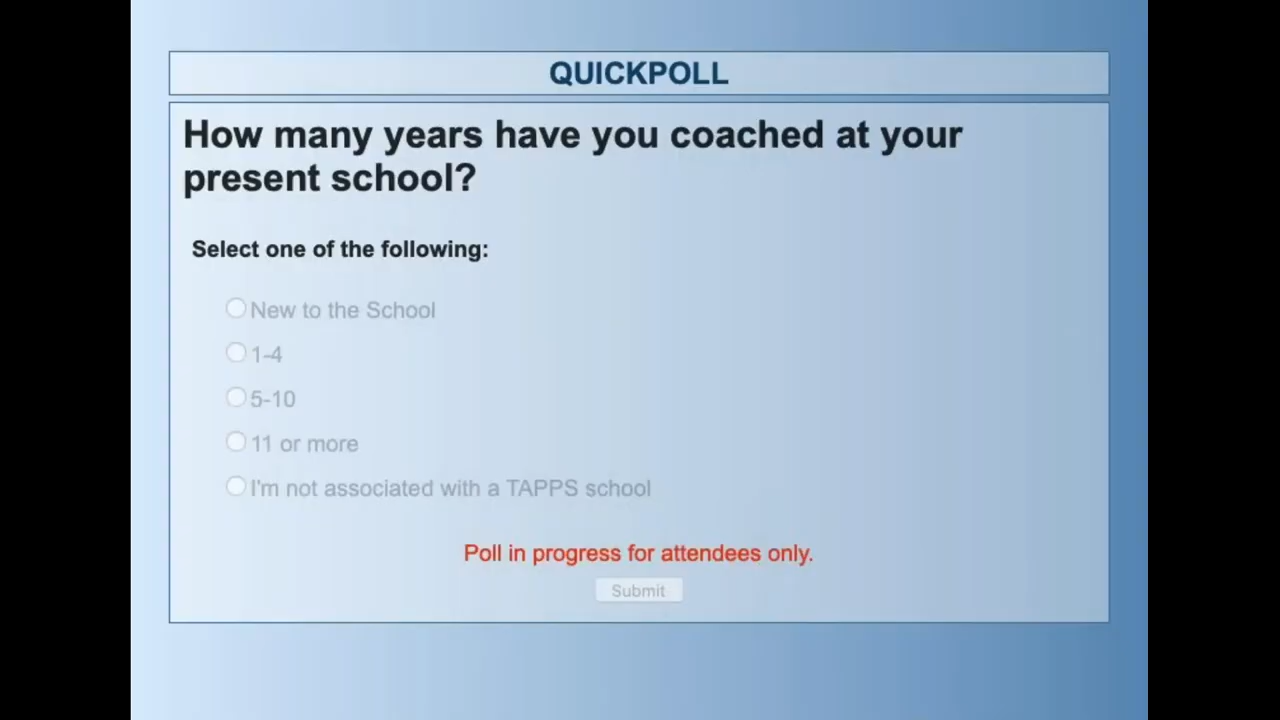 QUICKPOLL
How many years have you coached at your
present school?
Select one of the following:
New to the School
1-4
5-10
11 or more
I'm not associated with a TAPPS school
Poll in progress for attendees only.
Submit